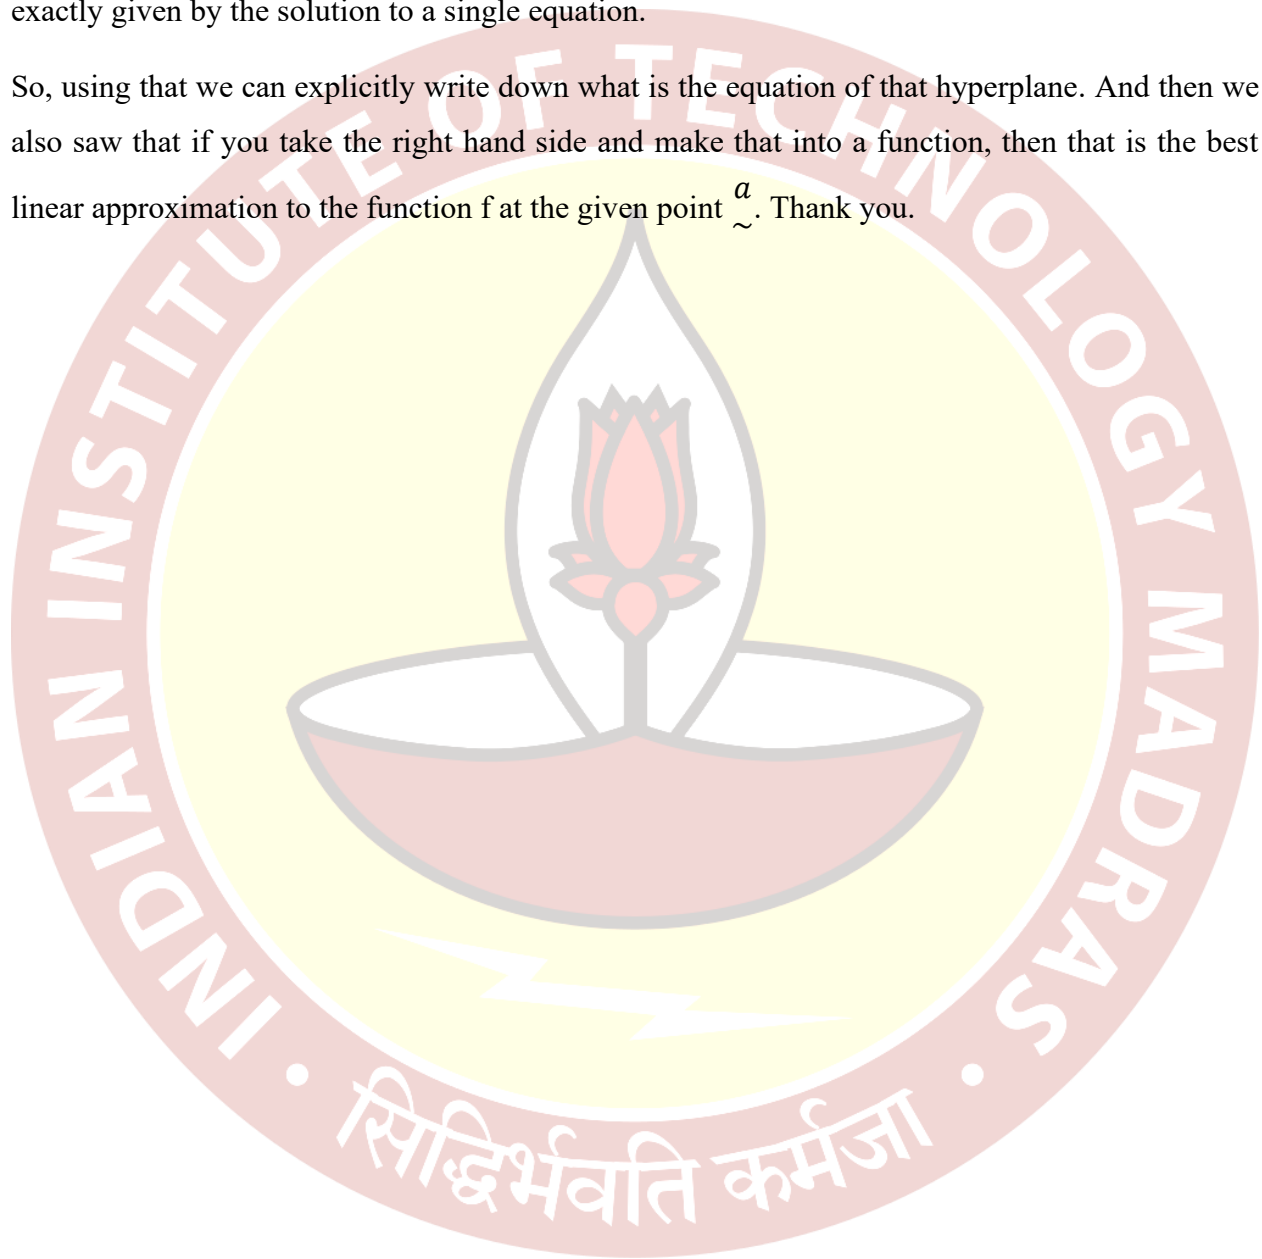 exactly given by the solution to a single equation.
So, using that we can explicitly write down what is the equation of that hyperplane. And then we
also saw that if you take the right hand side and make that into a function, then that is the best
linear approximation to the function f at the given point a̰. Thank you.
INDIAN INSTITUTE OF TECHNOLOGY MADRAS
सिद्धिर्भवति कर्मजा